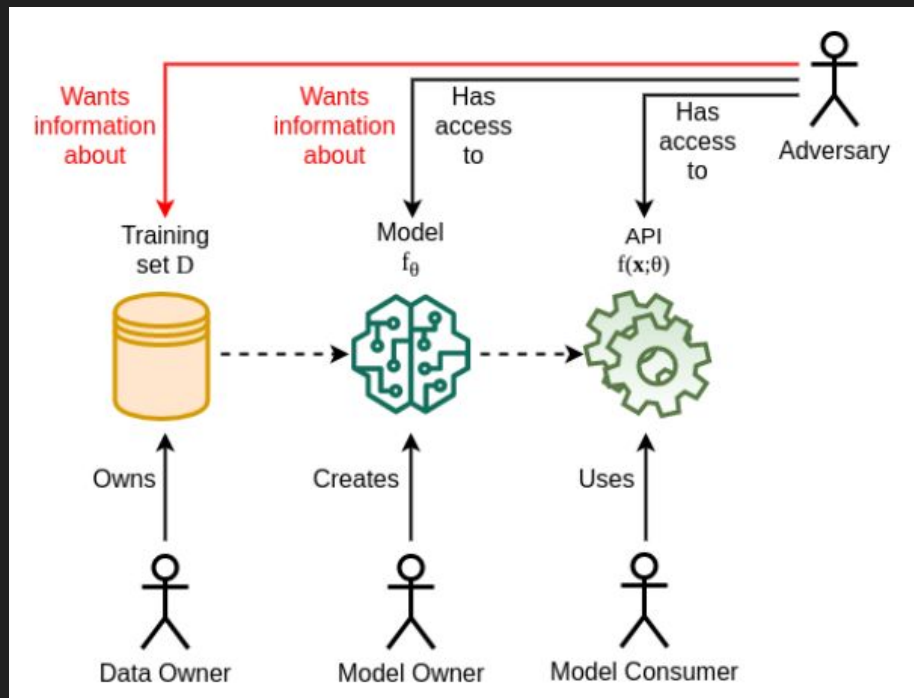 Wants
information
about
Wants
information
about
Has
access
to
Has
access
to
Adversary
Training
set D
Model
fθ
API
f(x;θ)
Owns
Creates
Uses
Data Owner
Model Owner
Model Consumer